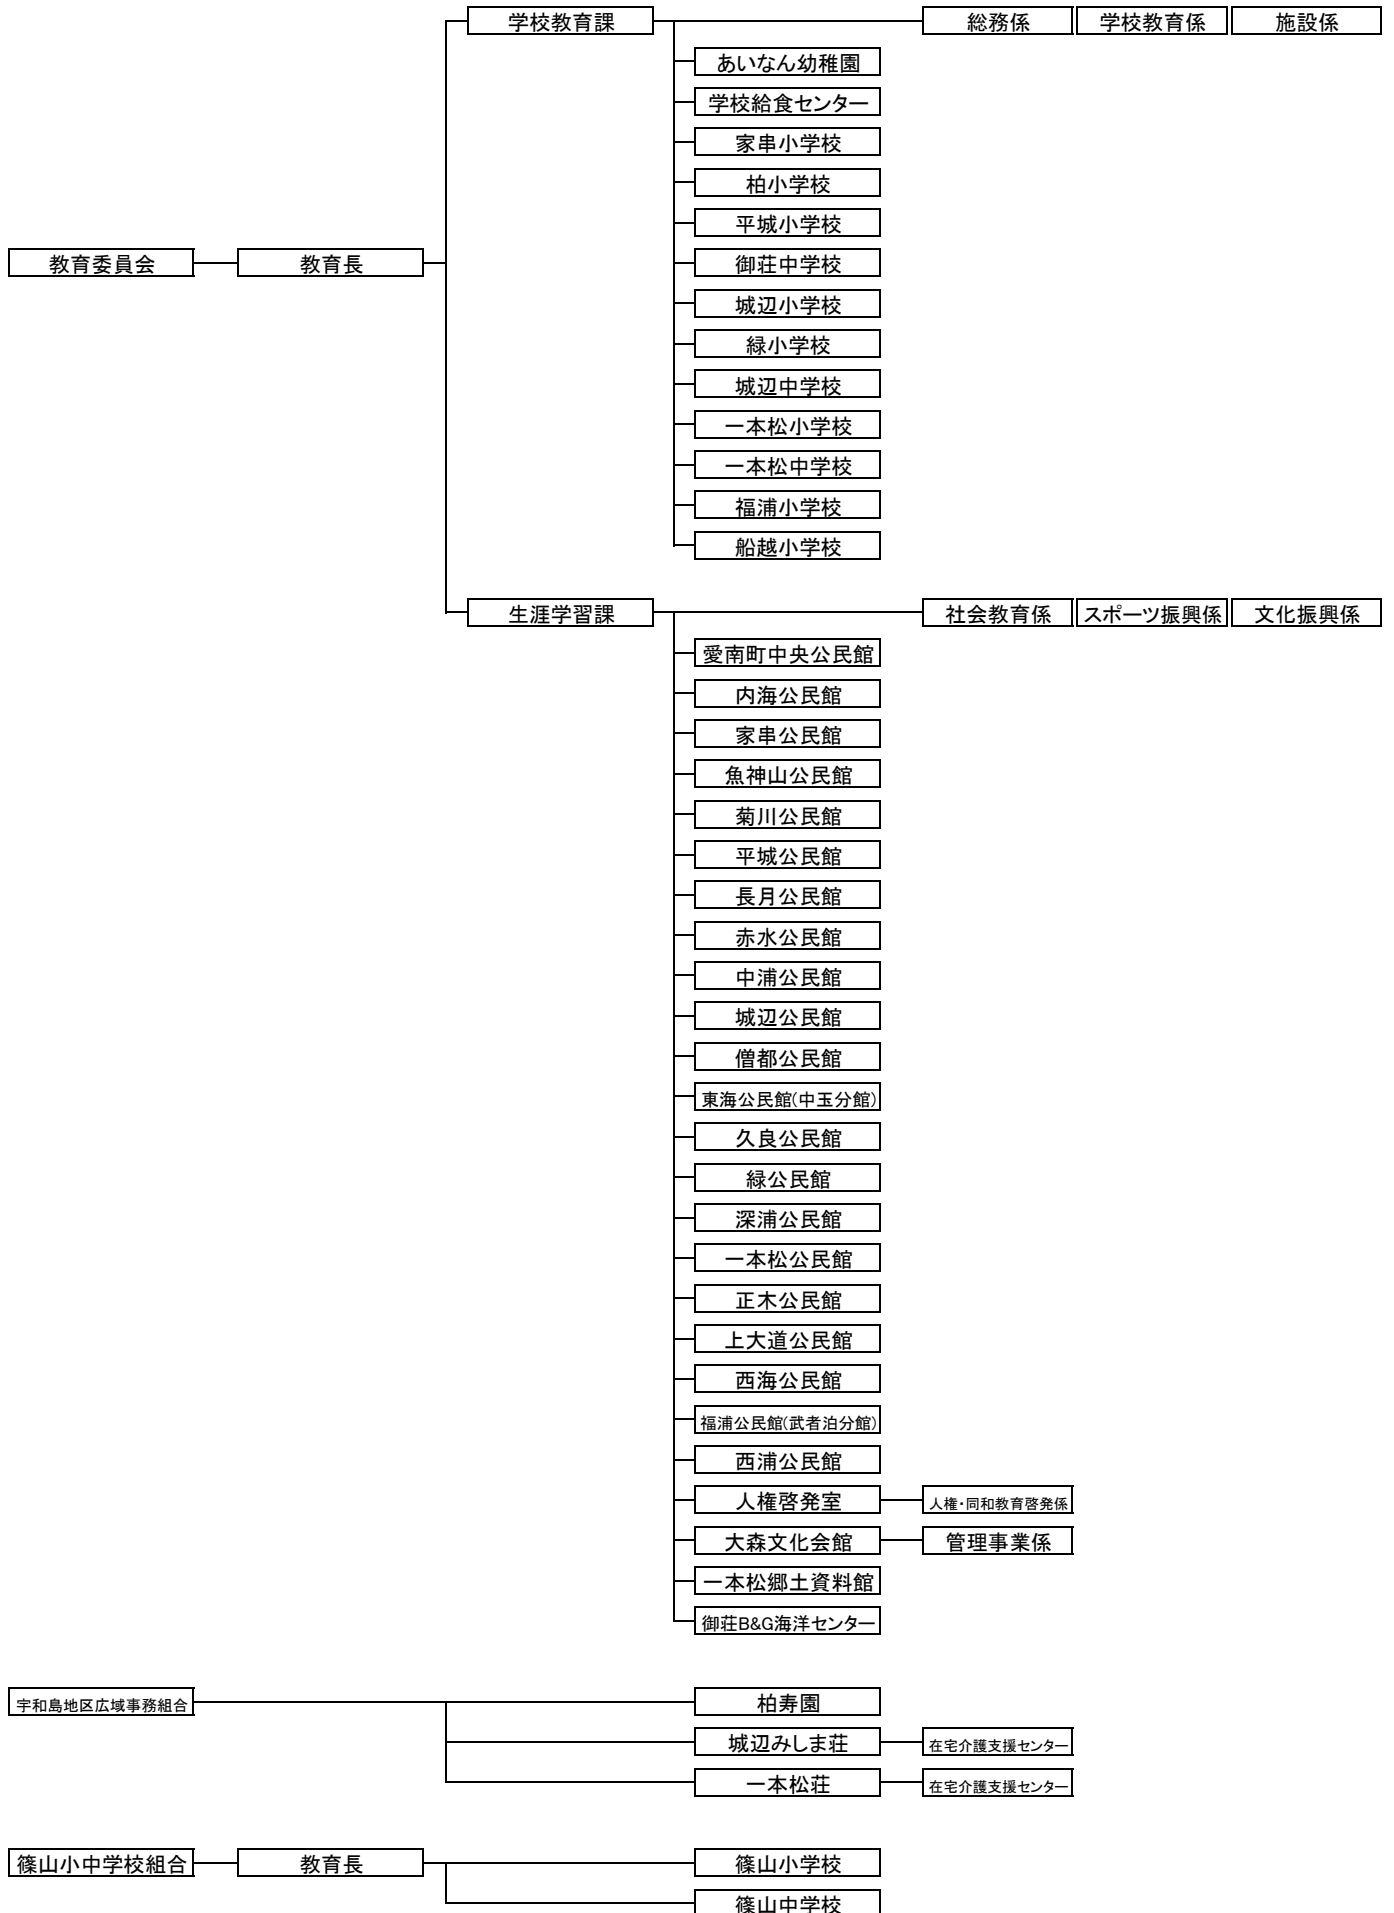 学校教育課 総務係 学校教育係 施設係
あいなん幼稚園
学校給食センター
家串小学校
柏小学校
平城小学校
教育委員会 教育長 御荘中学校
城辺小学校
緑小学校
城辺中学校
一本松小学校
一本松中学校
福浦小学校
船越小学校
生涯学習課 社会教育係 スポーツ振興係 文化振興係
愛南町中央公民館
内海公民館
家串公民館
魚神山公民館
菊川公民館
平城公民館
長月公民館
赤水公民館
中浦公民館
城辺公民館
僧都公民館
東海公民館(中玉分館)
久良公民館
緑公民館
深浦公民館
一本松公民館
正木公民館
上大道公民館
西海公民館
福浦公民館(武者泊分館)
西浦公民館
人権啓発室 人権・同和教育啓発係
大森文化会館 管理事業係
一本松郷土資料館
御荘B&G海洋センター
宇和島地区広域事務組合 柏寿園
城辺みしま荘 在宅介護支援センター
一本松荘 在宅介護支援センター
篠山小中学校組合 教育長 篠山小学校
篠山中学校